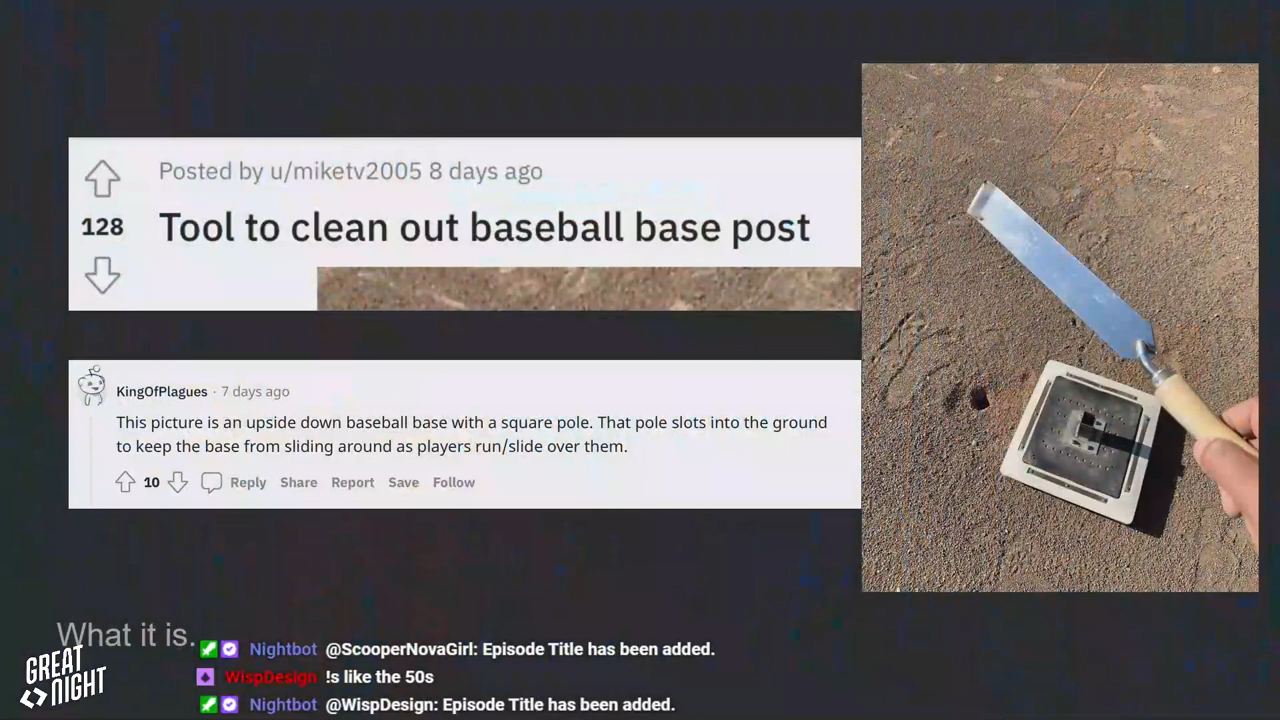 Posted by u/miketv2005 8 days ago
128
Tool to clean out baseball base post
KingOfPlagues · 7 days ago
This picture is an upside down baseball base with a square pole. That pole slots into the ground
to keep the base from sliding around as players run/slide over them.
10 Reply Share Report Save Follow
What it is.
GREAT
NIGHT
Nightbot @ScooperNovaGirl: Episode Title has been added.
WispDesign !s like the 50s
Nightbot @WispDesign: Episode Title has been added.